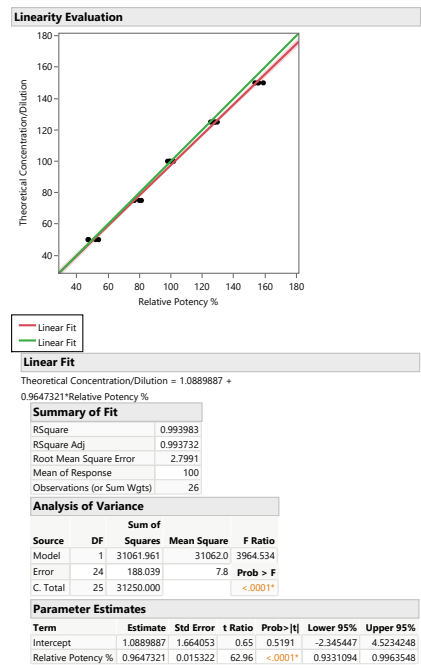 Linearity Evaluation
180
160
140
120
100
80
60
40
Theoretical Concentration/Dilution
40 60 80 100 120 140 160 180
Relative Potency %
Linear Fit
Linear Fit
Linear Fit
Theoretical Concentration/Dilution = 1.0889887 +
0.9647321*Relative Potency %
Summary of Fit
RSquare 0.993983
RSquare Adj 0.993732
Root Mean Square Error 2.7991
Mean of Response 100
Observations (or Sum Wgts) 26
Analysis of Variance
Sum of
Source DF Squares Mean Square F Ratio
Model 1 31061.961 31062.0 3964.534
Error 24 188.039 7.8 Prob > F
C. Total 25 31250.000 <.0001*
Parameter Estimates
Term Estimate Std Error t Ratio Prob>|t| Lower 95% Upper 95%
Intercept 1.0889887 1.664053 0.65 0.5191 -2.345447 4.5234248
Relative Potency % 0.9647321 0.015322 62.96 <.0001* 0.9331094 0.9963548